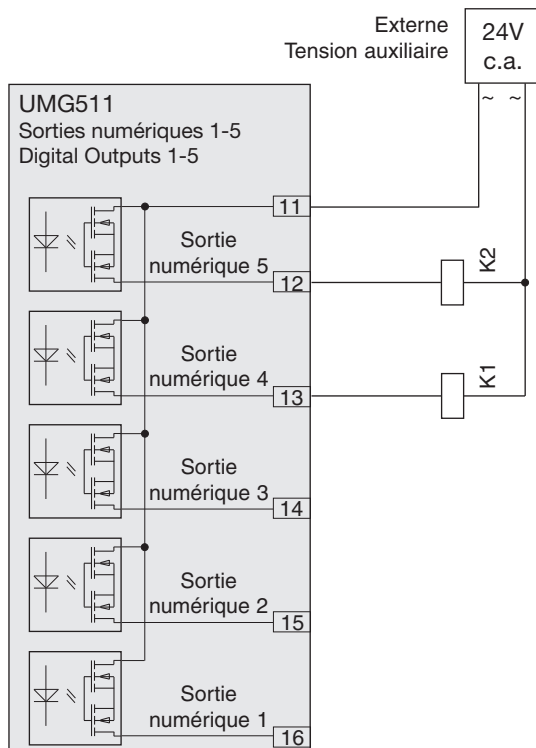 Externe
Tension auxiliaire
24V
c.a.
~ ~
UMG511
Sorties numériques 1-5
Digital Outputs 1-5
11
Sortie
numérique 5
12
K2
Sortie
numérique 4
13
K1
Sortie
numérique 3
14
Sortie
numérique 2
15
Sortie
numérique 1
16